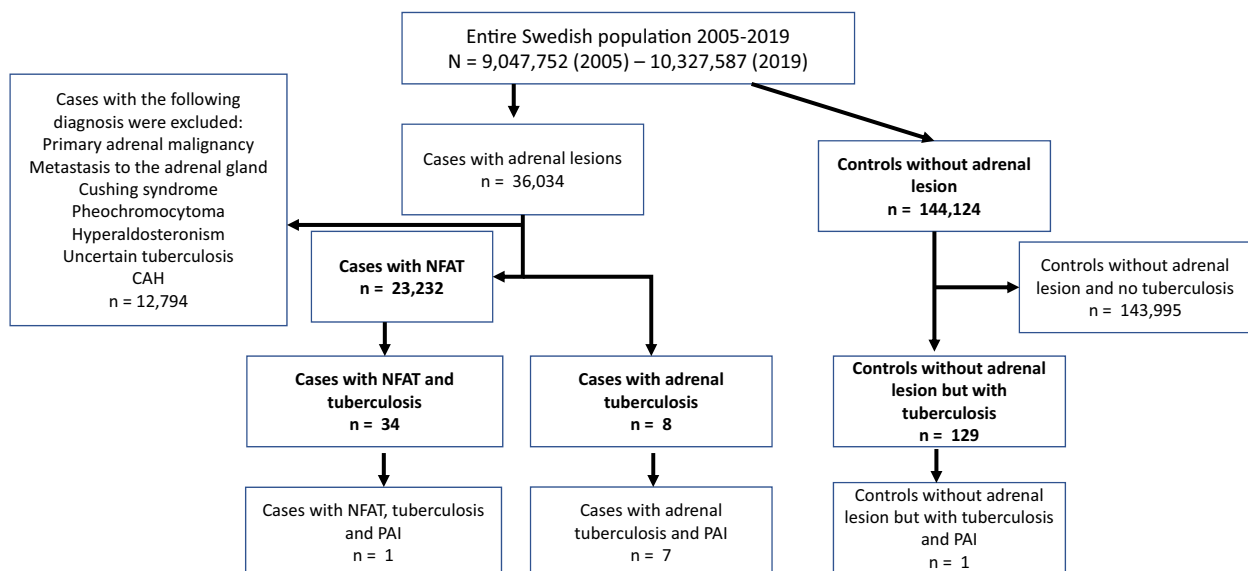 Entire Swedish population 2005-2019
N = 9,047,752 (2005) – 10,327,587 (2019)
Cases with the following
diagnosis were excluded:
Primary adrenal malignancy
Metastasis to the adrenal gland
Cushing syndrome
Pheochromocytoma
Hyperaldosteronism
Uncertain tuberculosis
CAH
n = 12,794
Cases with adrenal lesions
n = 36,034
Controls without adrenal
lesion
n = 144,124
Cases with NFAT
n = 23,232
Controls without adrenal
lesion and no tuberculosis
n = 143,995
Cases with NFAT and
tuberculosis
n = 34
Cases with adrenal
tuberculosis
n = 8
Controls without adrenal
lesion but with
tuberculosis
n = 129
Cases with NFAT, tuberculosis
and PAI
n = 1
Cases with adrenal
tuberculosis and PAI
n = 7
Controls without adrenal
lesion but with tuberculosis
and PAI
n = 1